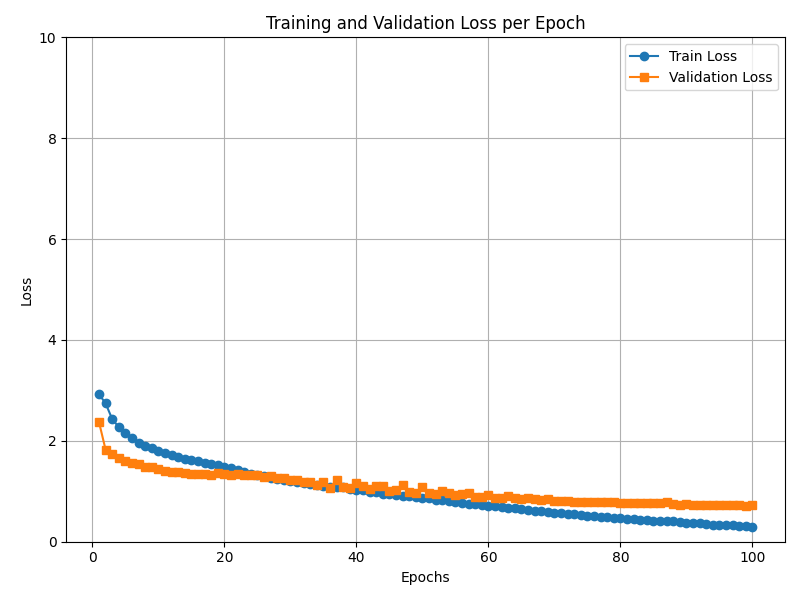 Training and Validation Loss per Epoch
Train Loss
Validation Loss
10
8
6
4
2
0
Loss
0 20 40 60 80 100
Epochs